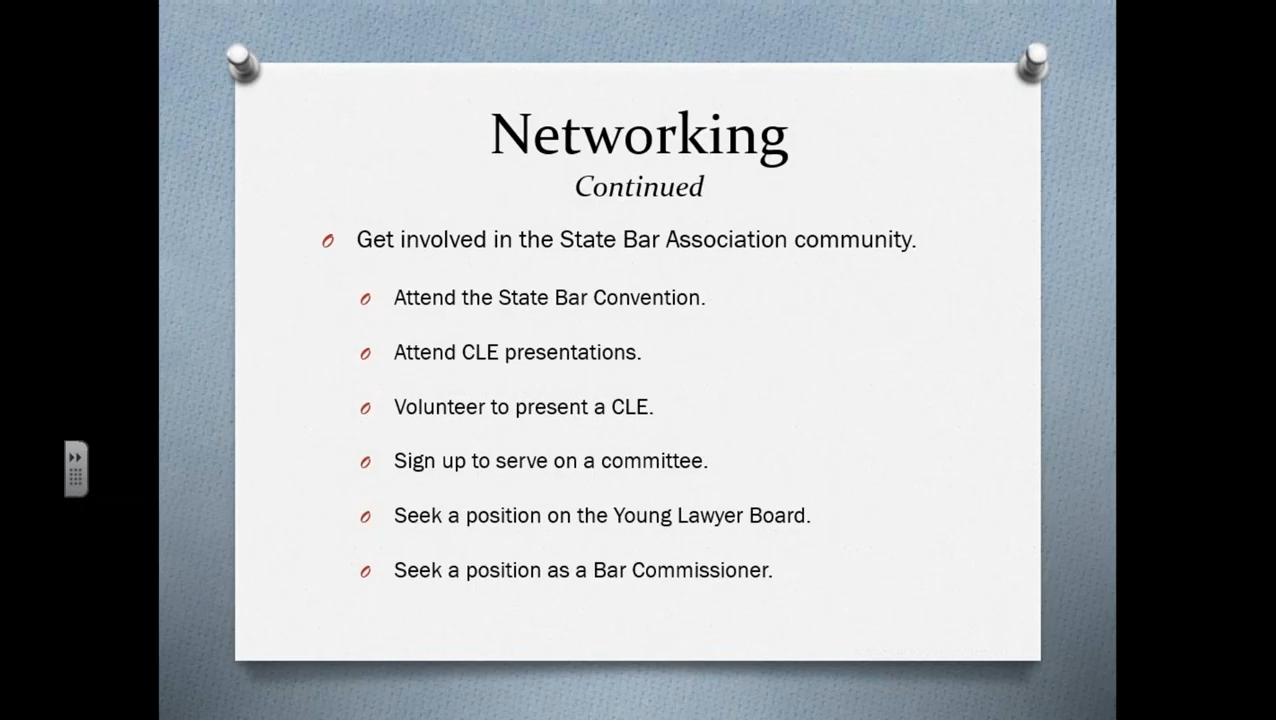 Networking
Continued
Get involved in the State Bar Association community.
Attend the State Bar Convention.
Attend CLE presentations.
Volunteer to present a CLE.
Sign up to serve on a committee.
Seek a position on the Young Lawyer Board.
Seek a position as a Bar Commissioner.